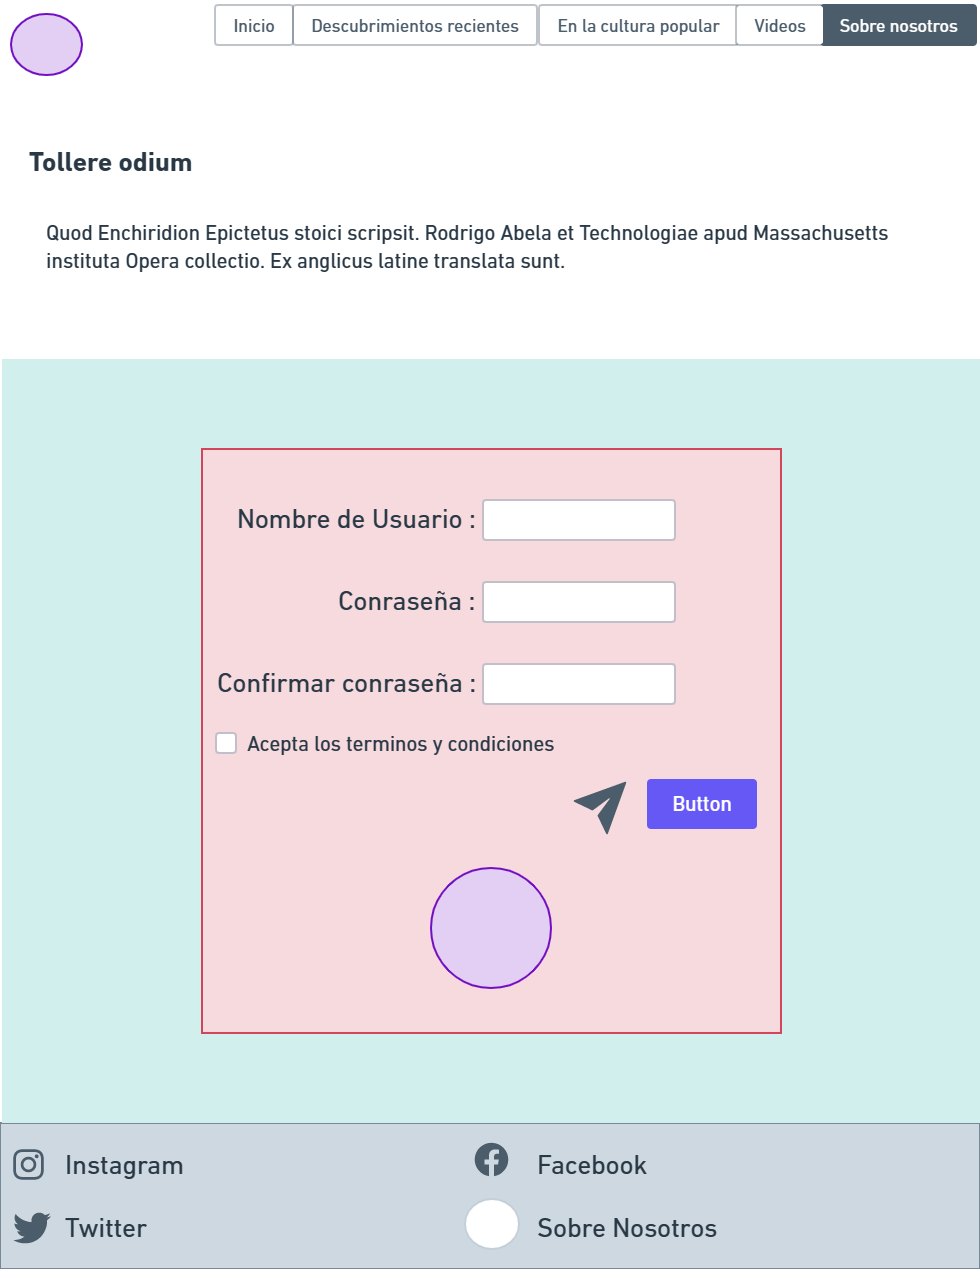 Inicio
Descubrimientos recientes
En la cultura popular
Videos
Sobre nosotros
Tollere odium
Quod Enchiridion Epictetus stoici scripsit. Rodrigo Abela et Technologiae apud Massachusetts
instituta Opera collectio. Ex anglicus latine translata sunt.
Nombre de Usuario :
Conraseña :
Confirmar conraseña :
Acepta los terminos y condiciones
Button
Instagram
Facebook
Twitter
Sobre Nosotros